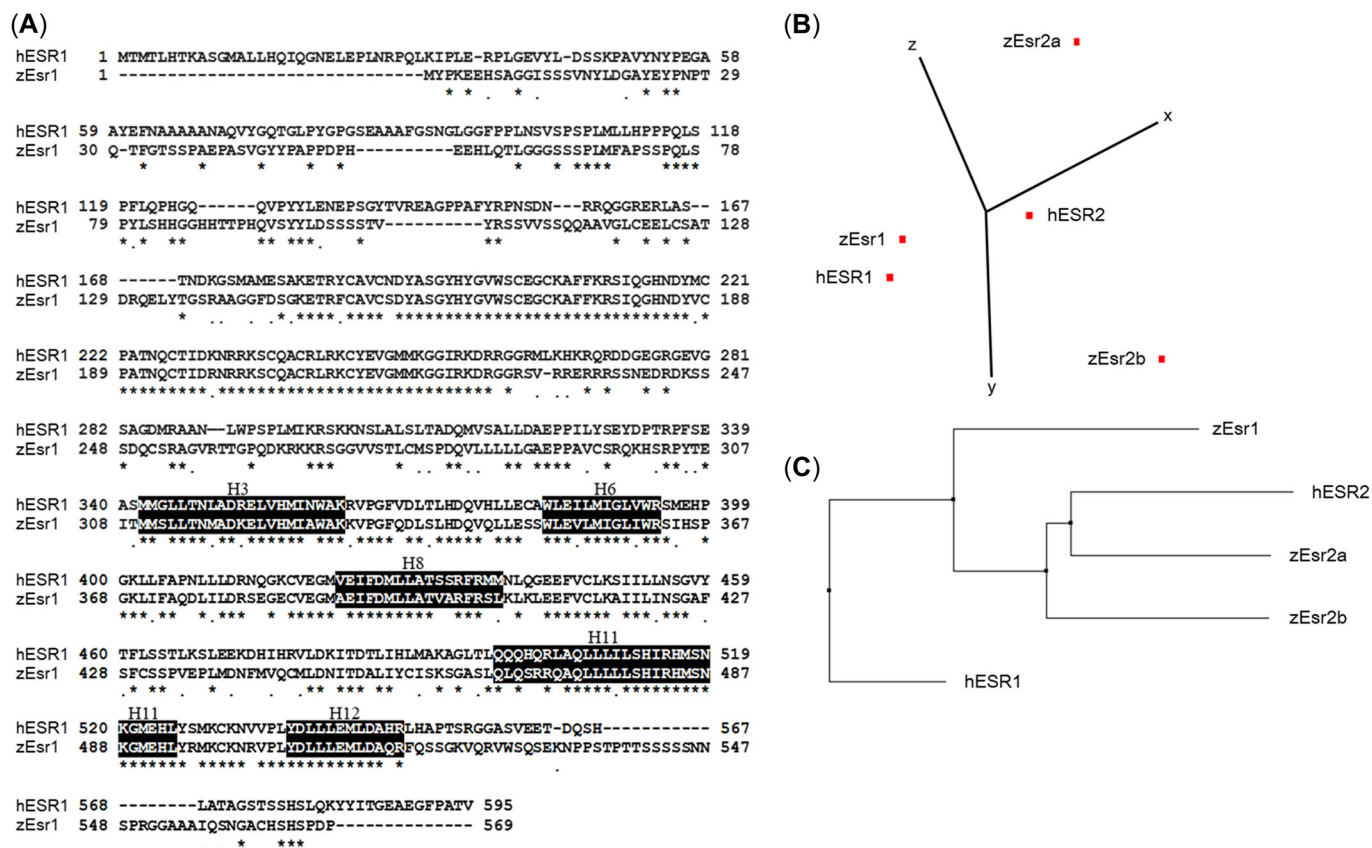 (A)
hESR1 1 MTMTLHTKASGMALLHQIQGNELEPLNRPQLKIPLE-RPLGEVYL-DSSKPAVYNYPEGA 58
zEsr1 1 --------------------------------MYPKEEHSAGGISSSVNYLDGAYEYPNPT 29
hESR1 59 AYEFNAAAAANAQVYGQTGLPYGPGSEAAAFGSNGLGGFPPLNSVSPSPLMLLHPPPQLS 118
zEsr1 30 Q-TFGTSSPAEPASVGYYPAPPDPH----------EEHLQTLGGGSSSPLMFAPSSPQLS 78
hESR1 119 PFLQPHGQ------QVPYYLENEPSGYTVREAGPPAFYRPNSDN---RRQGGRERLAS- 167
zEsr1 79 PYLSHHGGHHTTPHQVSYYLDSSSSTV----------YRSSVVSSQQAAVGLCEELCSAT 128
hESR1 168 ------TNDKGSMAMESAKETRYCAVCNDYASGYHYGVWSCEGCKAFFKRSIQGHNDYMC 221
zEsr1 129 DRQELYTGSRAAGGFDSGKETRFCAVCSDYASGYHYGVWSCEGCKAFFKRSIQGHNDYVC 188
hESR1 222 PATNQCTIDKNRRKSCQACRLRKCYEVGMMKGGIRKDRRGGRMLKHKRQRDDGEGRGEVG 281
zEsr1 189 PATNQCTIDRNRRKSCQACRLRKCYEVGMMKGGIRKDRGGRSV-RRERRRSSNEDRDKSS 247
hESR1 282 SAGDMRAAN--LWPSPLMIKRSKKNSLALSLTADQMVSALLDAEPPILYSEYDPTRPFSE 339
zEsr1 248 SDQCSRAGVRTTGPQDKRKKRSGGVVSTLCMSPDQVLLLLLGAEPPAVCSRQKHSRPYTE 307
H3 H6
hESR1 340 ASMMGLLTNLADRELVHMINWAKRVPGFVDLTLHDQVHLLECAWLEILMIGLVWRSMEHP 399
zEsr1 308 ITMMSLLTNMADKELVHMIAWAKKVPGFQDLSLHDQVQLLESSWLEVLMIGLIWRSIHSP 367
H8
hESR1 400 GKLLFAPNLLLDRNQGKCVEGMVEIFDMLLATSSRFRMMNLQGEEFVCLKSIILLNSGVY 459
zEsr1 368 GKLIFAQDLILDRSEGECVEGMAEIFDMLLATVARFRSLKLKLEEFVCLKAIILINSGAF 427
H11
hESR1 460 TFLSSTLKSLEEKDHIHRVLDKITDTLIHLMAKAGLTLQQQHQRLAQLLLILSHIRHMSN 519
zEsr1 428 SFCSSPVEPLMDNFMVQCMLDNITDALIYCISKSGASLQLQSRRQAQLLLLLSHIRHMSN 487
H11 H12
hESR1 520 KGMEHLYSMKCKNVVPLYDLLLEMLDAHRLHAPTSRGGASVEET-DQSH----------- 567
zEsr1 488 KGMEHLYRMKCKNRVPLYDLLLEMLDAQRFQSSGKVQRVWSQSEKNPPSTPTTSSSSSNN 547
hESR1 568 --------LATAGSTSSHSLQKYYITGEAEGFPATV 595
zEsr1 548 SPRGGAAAIQSNGACHSHSPDP-------------- 569
(B)
z
zEsr2a
x
hESR2
zEsr1
hESR1
zEsr2b
y
(C)
zEsr1
hESR2
zEsr2a
zEsr2b
hESR1